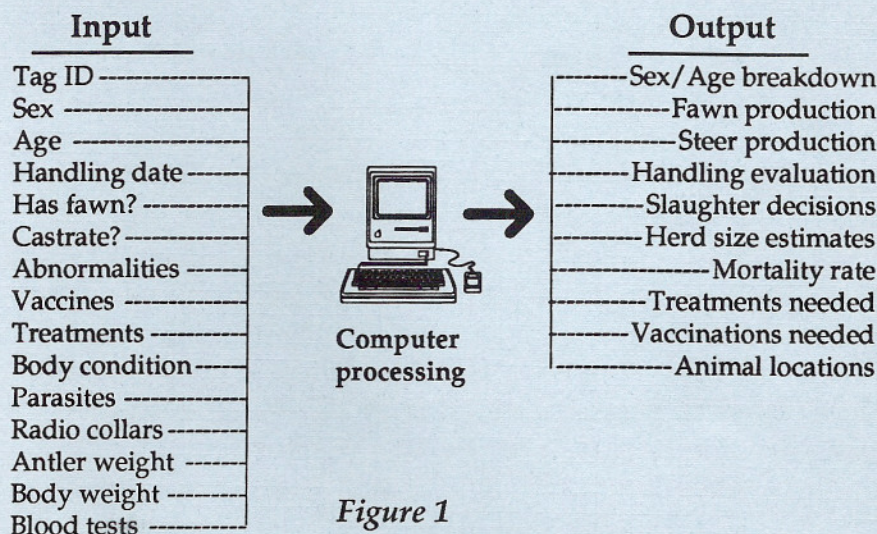 Input
Tag ID
Sex
Age
Handling date
Has fawn?
Castrate?
Abnormalities
Vaccines
Treatments
Body condition
Parasites
Radio collars
Antler weight
Body weight
Blood tests
Computer
processing
Figure 1
Output
Sex/Age breakdown
Fawn production
Steer production
Handling evaluation
Slaughter decisions
Herd size estimates
Mortality rate
Treatments needed
Vaccinations needed
Animal locations